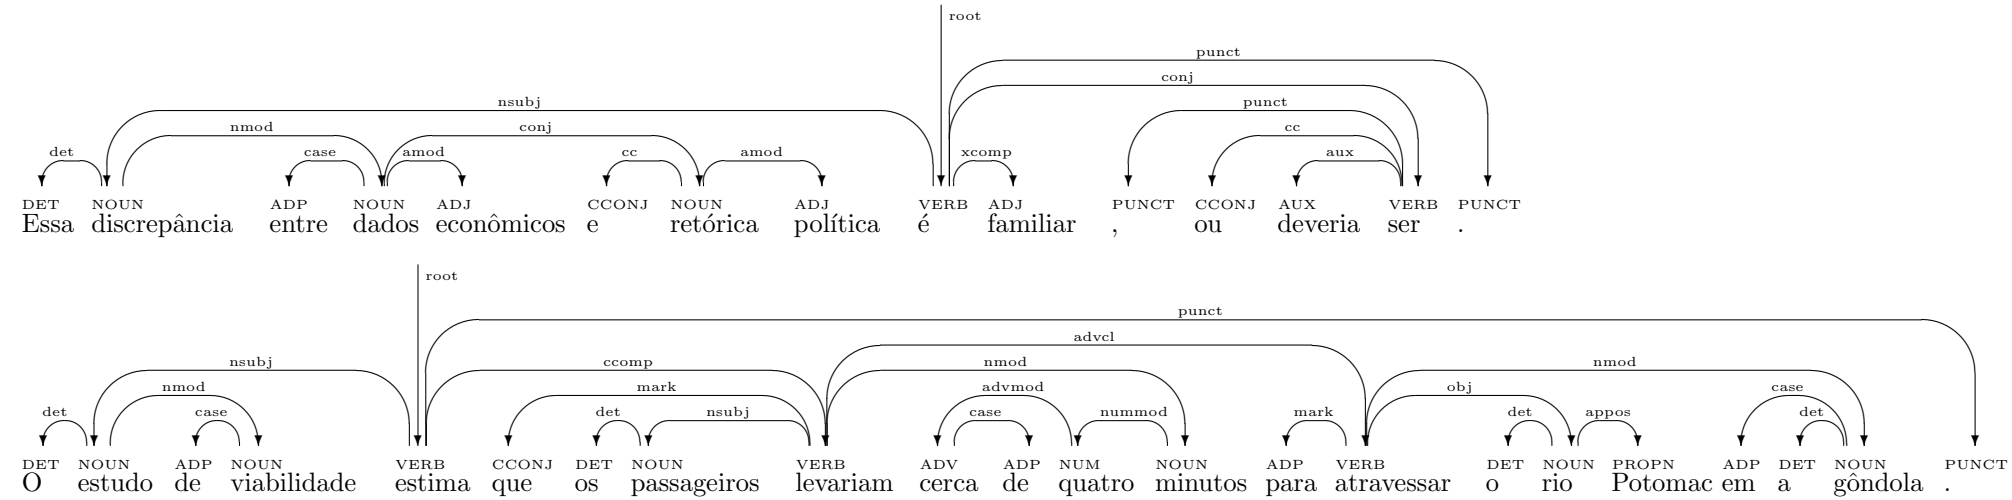 root
punct
conj
nsubj punct
nmod conj cc
det case amod cc amod xcomp aux
DET NOUN ADP NOUN ADJ CCONJ NOUN ADJ VERB ADJ PUNCT CCONJ AUX VERB PUNCT
Essa discrepância entre dados econômicos e retórica política é familiar , ou deveria ser .
root
punct
advcl
nsubj ccomp nmod nmod
nmod mark advmod obj case
det case det nsubj case nummod mark det appos det
DET NOUN ADP NOUN VERB CCONJ DET NOUN VERB ADV ADP NUM NOUN ADP VERB DET NOUN PROPN ADP DET NOUN PUNCT
O estudo de viabilidade estima que os passageiros levariam cerca de quatro minutos para atravessar o rio Potomac em a gôndola .